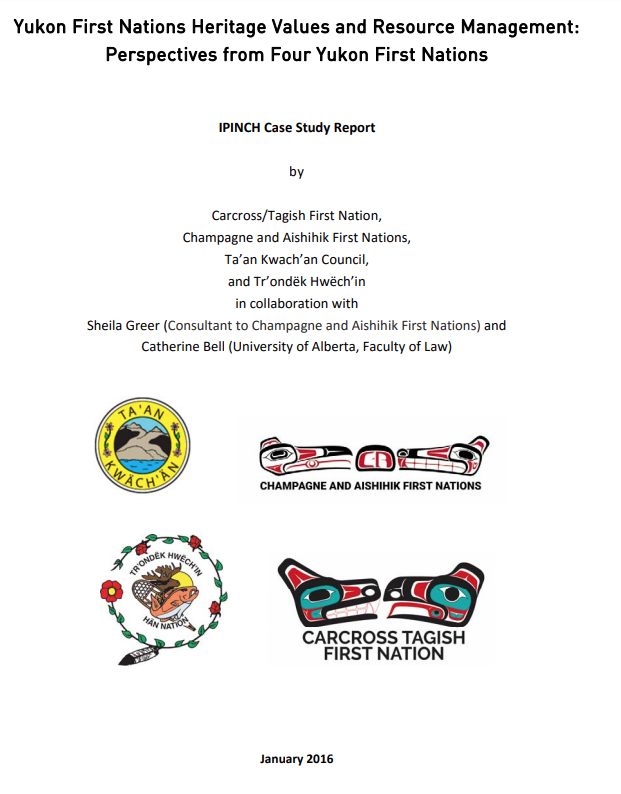 Yukon First Nations Heritage Values and Resource Management:
Perspectives from Four Yukon First Nations
IPINCH Case Study Report
by
Carcross/Tagish First Nation,
Champagne and Aishihik First Nations,
Ta'an Kwach'an Council,
and Tr'ondëk Hwëch'in
in collaboration with
Sheila Greer (Consultant to Champagne and Aishihik First Nations) and
Catherine Bell (University of Alberta, Faculty of Law)
TA'AN
KWÄCH'ÄN
CHAMPAGNE AND AISHIHIK FIRST NATIONS
TR'ONDËK HWËCH'IN
HÄN NATION
CARCROSS TAGISH
FIRST NATION
January 2016